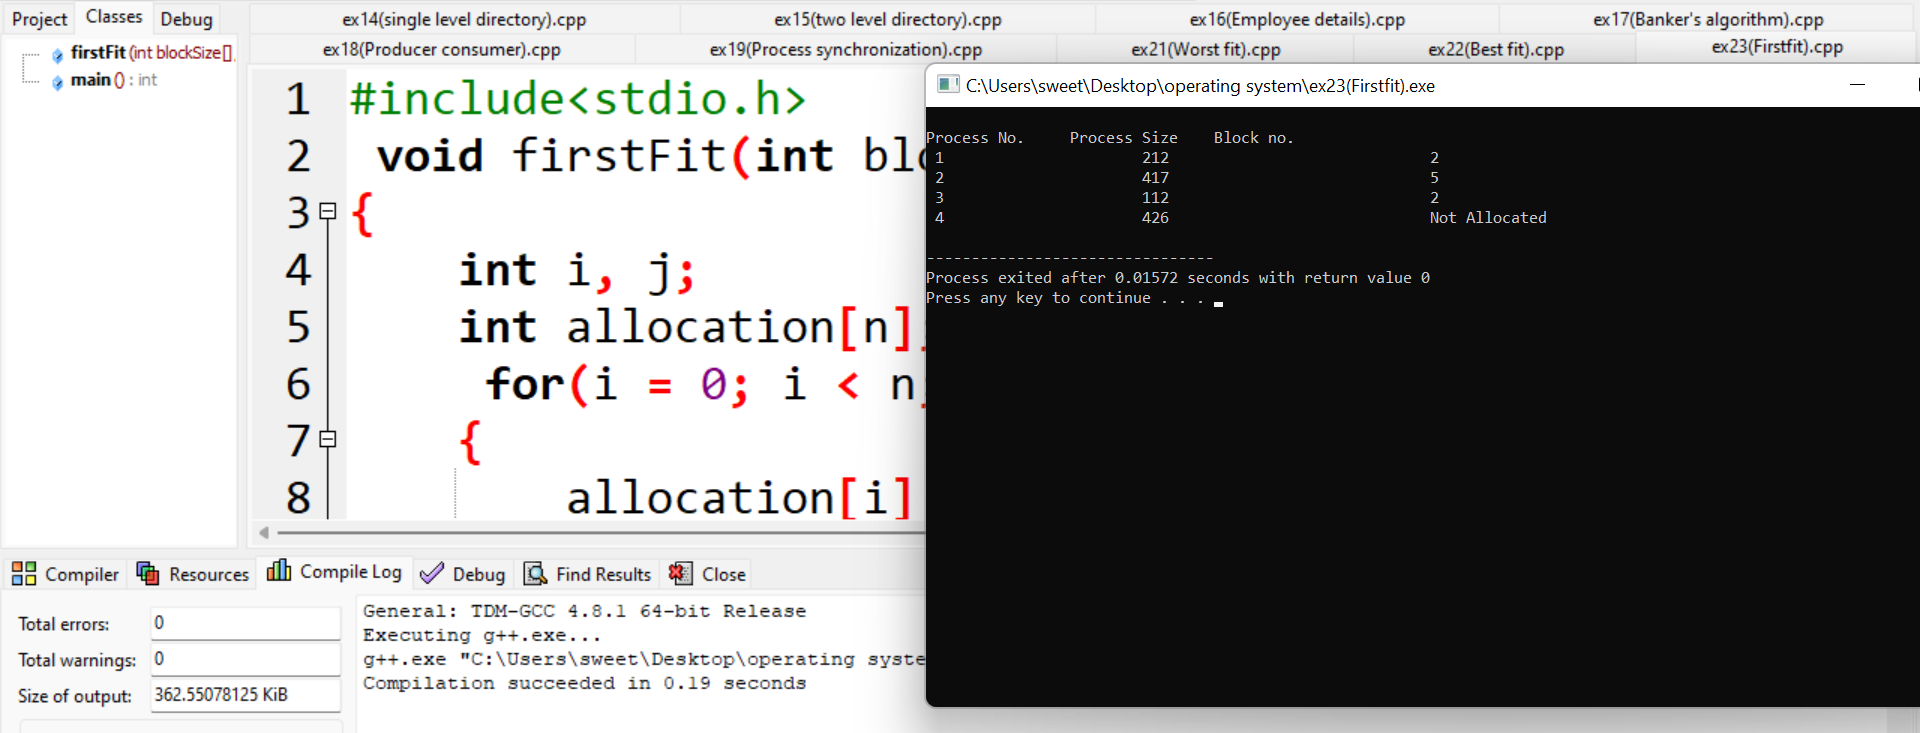 Project Classes Debug
ex14(single level directory).cpp ex15(two level directory).cpp ex16(Employee details).cpp ex17(Banker's algorithm).cpp
ex18(Producer consumer).cpp ex19(Process synchronization).cpp ex21(Worst fit).cpp ex22(Best fit).cpp ex23(Firstfit).cpp
firstFit (int blockSize[],
main () : int
1 #include<stdio.h>
2 void firstFit(int blo
3 {
4 int i, j;
5 int allocation[n];
6 for(i = 0; i < n;
7 {
8 allocation[i]
C:\Users\sweet\Desktop\operating system\ex23(Firstfit).exe
Process No. Process Size Block no.
1 212 2
2 417 5
3 112 2
4 426 Not Allocated
--------------------------------
Process exited after 0.01572 seconds with return value 0
Press any key to continue . . .
Compiler Resources Compile Log Debug Find Results Close
Total errors: 0
Total warnings: 0
Size of output: 362.55078125 KiB
General: TDM-GCC 4.8.1 64-bit Release
Executing g++.exe...
g++.exe "C:\Users\sweet\Desktop\operating syste
Compilation succeeded in 0.19 seconds